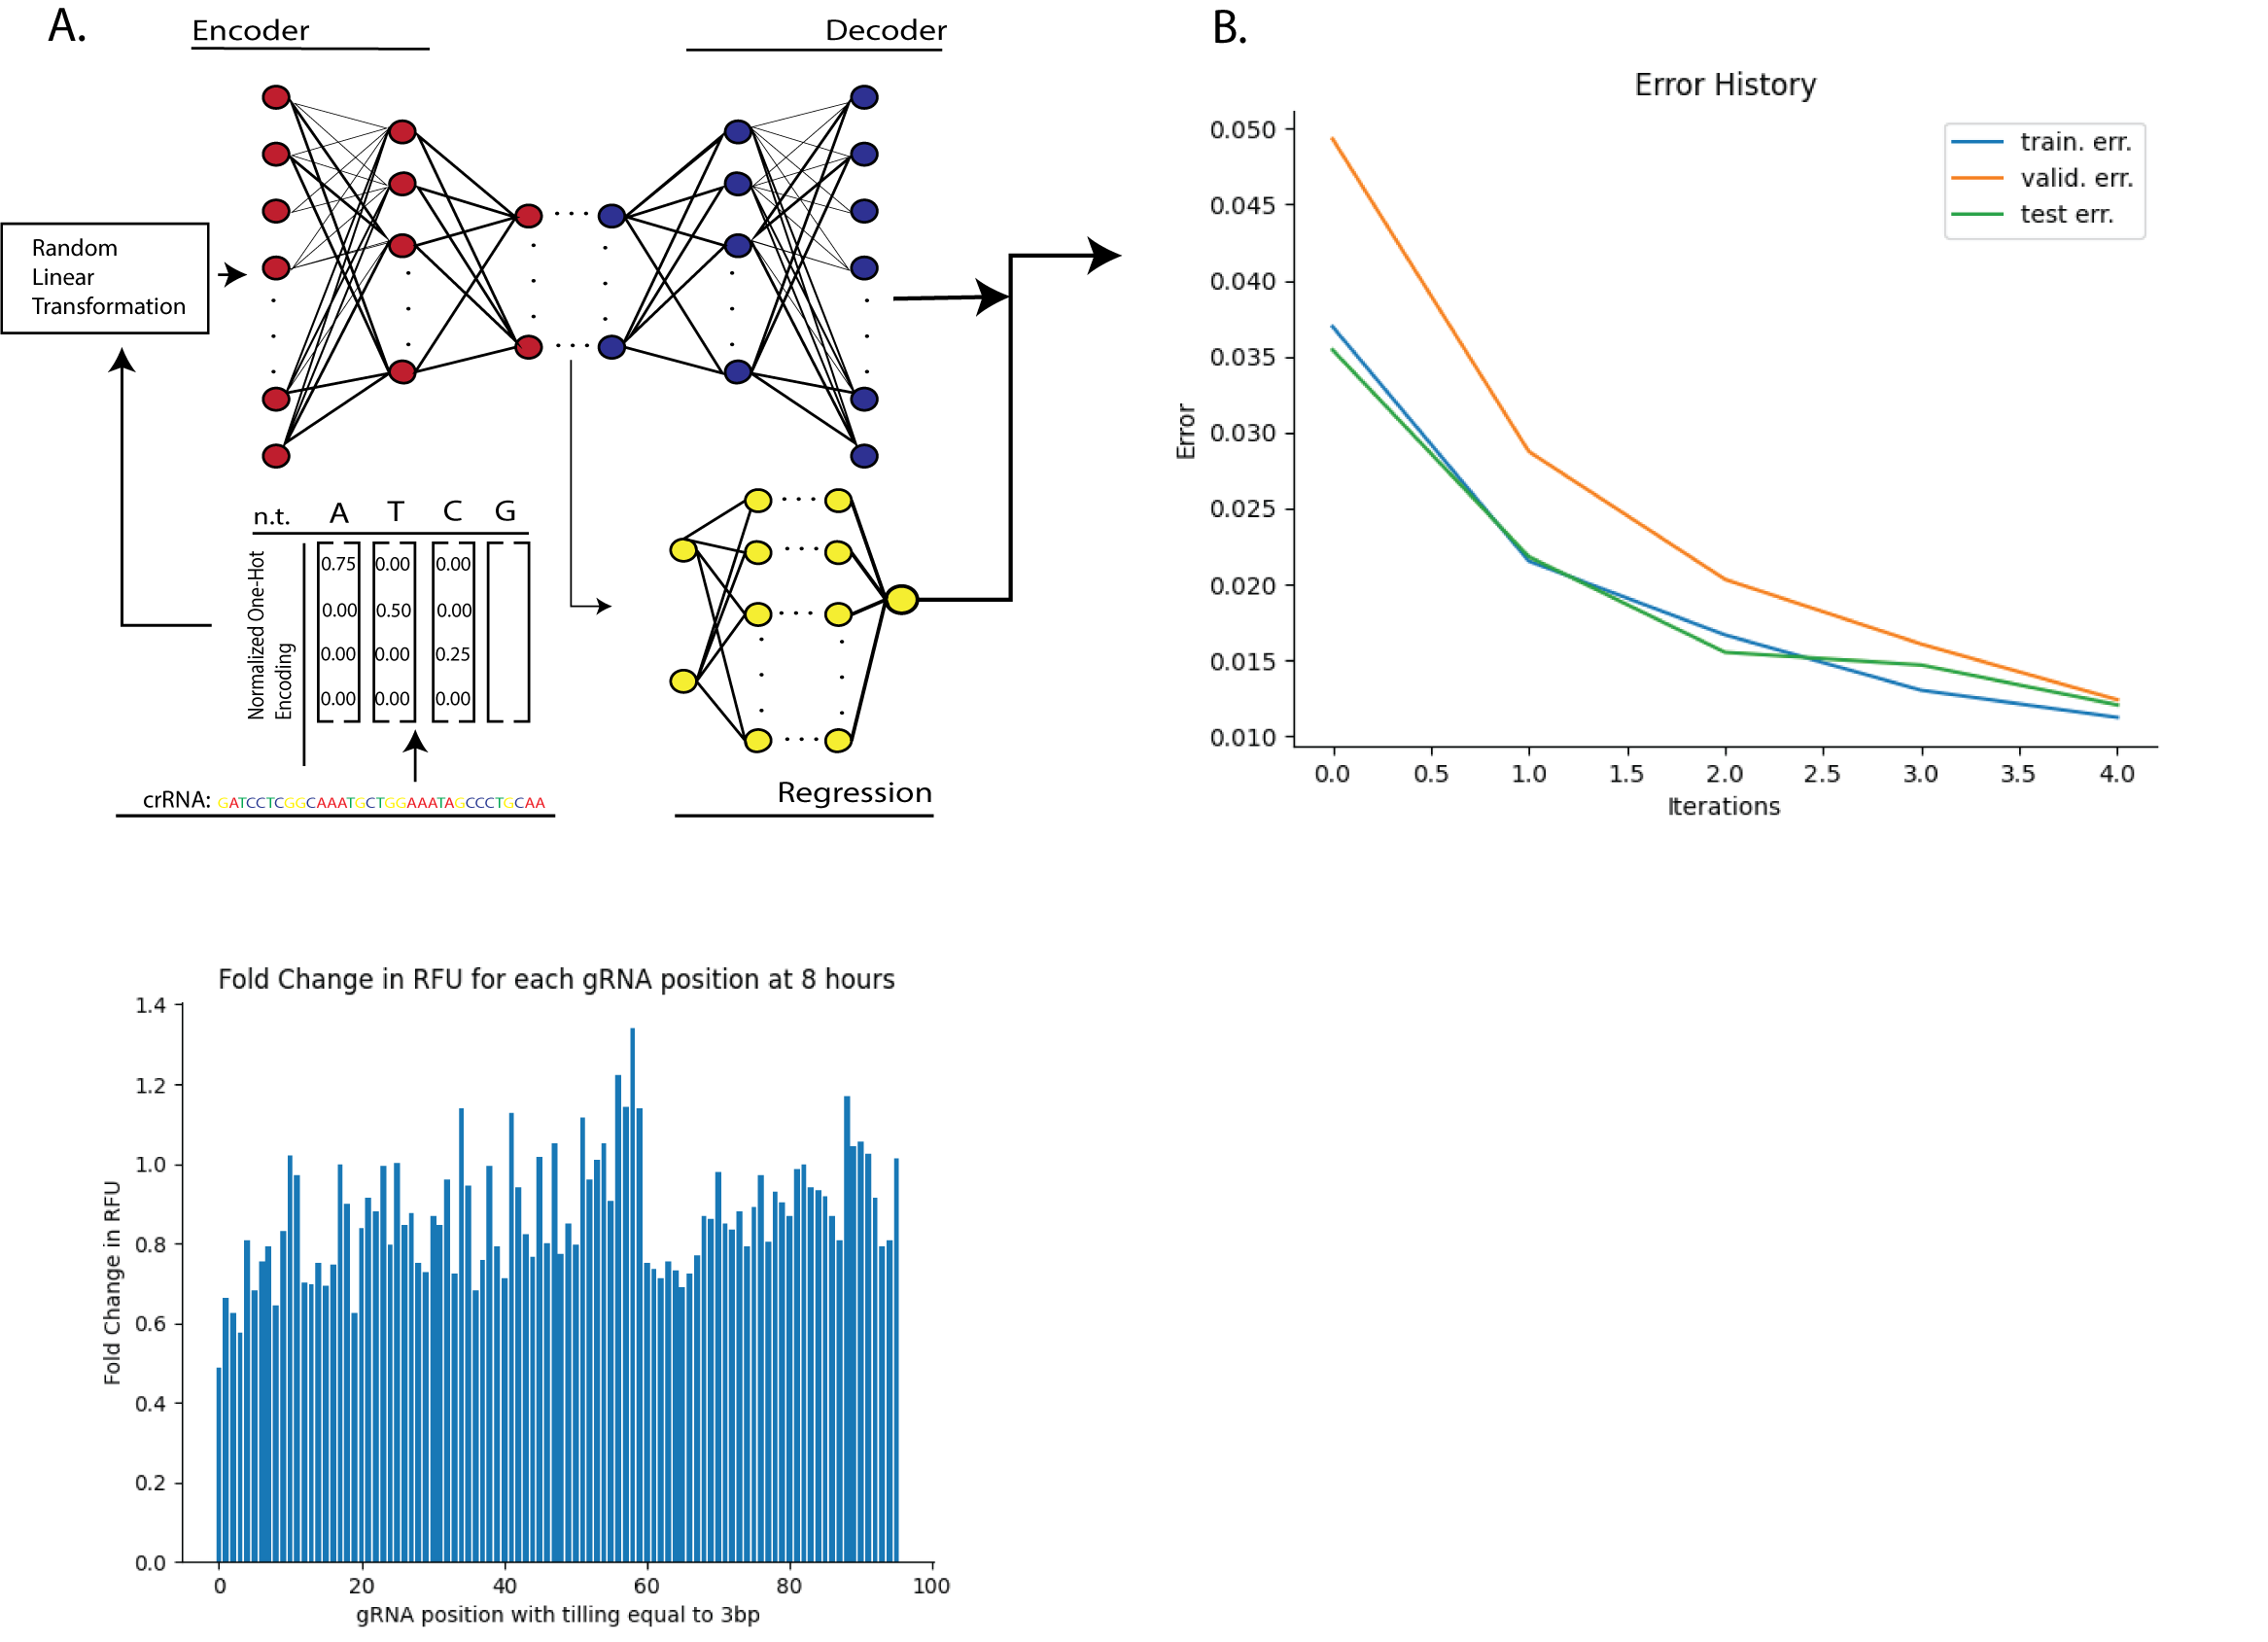 A.
Encoder
Decoder
Random
Linear
Transformation
n.t. A T C G
Normalized One-Hot
Encoding
0.75 0.00 0.00
0.00 0.50 0.00
0.00 0.00 0.25
0.00 0.00 0.00
crRNA: GATCCTCGGCAAATGCTGGAAATAGCCCTGCAA
Regression
B.
Error History
train. err.
valid. err.
test err.
Error
0.050
0.045
0.040
0.035
0.030
0.025
0.020
0.015
0.010
0.0 0.5 1.0 1.5 2.0 2.5 3.0 3.5 4.0
Iterations
Fold Change in RFU for each gRNA position at 8 hours
Fold Change in RFU
1.4
1.2
1.0
0.8
0.6
0.4
0.2
0.0
0 20 40 60 80 100
gRNA position with tilling equal to 3bp